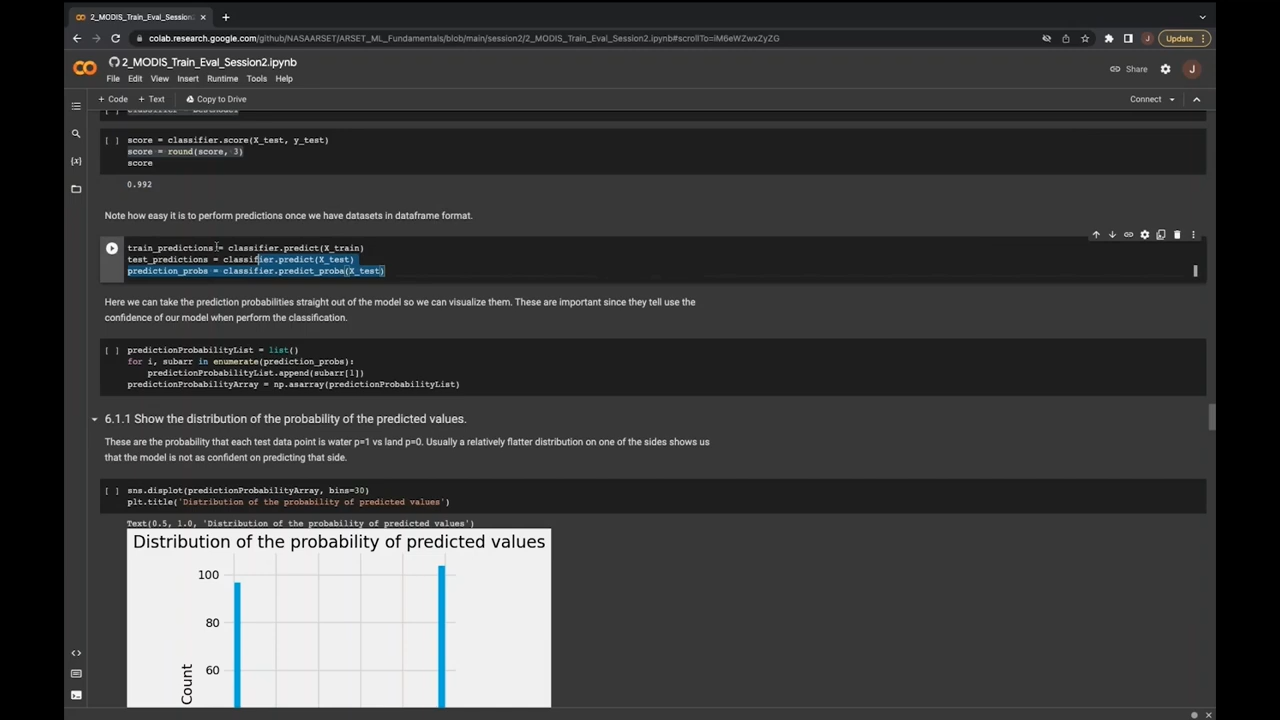 2_MODIS_Train_Eval_Session2
colab.research.google.com/github/NASAARSET/ARSET_ML_Fundamentals/blob/main/session2/2_MODIS_Train_Eval_Session2.ipynb#scrollTo=iM6eWZwxZyZG
J
Update
2_MODIS_Train_Eval_Session2.ipynb
File Edit View Insert Runtime Tools Help
Share
J
+ Code + Text Copy to Drive
Connect
[ ] score = classifier.score(X_test, y_test)
score = round(score, 3)
score
0.992
Note how easy it is to perform predictions once we have datasets in dataframe format.
train_predictions = classifier.predict(X_train)
test_predictions = classifier.predict(X_test)
prediction_probs = classifier.predict_proba(X_test)
Here we can take the prediction probabilities straight out of the model so we can visualize them. These are important since they tell use the
confidence of our model when perform the classification.
[ ] predictionProbabilityList = list()
for i, subarr in enumerate(prediction_probs):
predictionProbabilityList.append(subarr[1])
predictionProbabilityArray = np.asarray(predictionProbabilityList)
6.1.1 Show the distribution of the probability of the predicted values.
These are the probability that each test data point is water p=1 vs land p=0. Usually a relatively flatter distribution on one of the sides shows us
that the model is not as confident on predicting that side.
[ ] sns.displot(predictionProbabilityArray, bins=30)
plt.title('Distribution of the probability of predicted values')
Text(0.5, 1.0, 'Distribution of the probability of predicted values')
Distribution of the probability of predicted values
100
80
60
Count